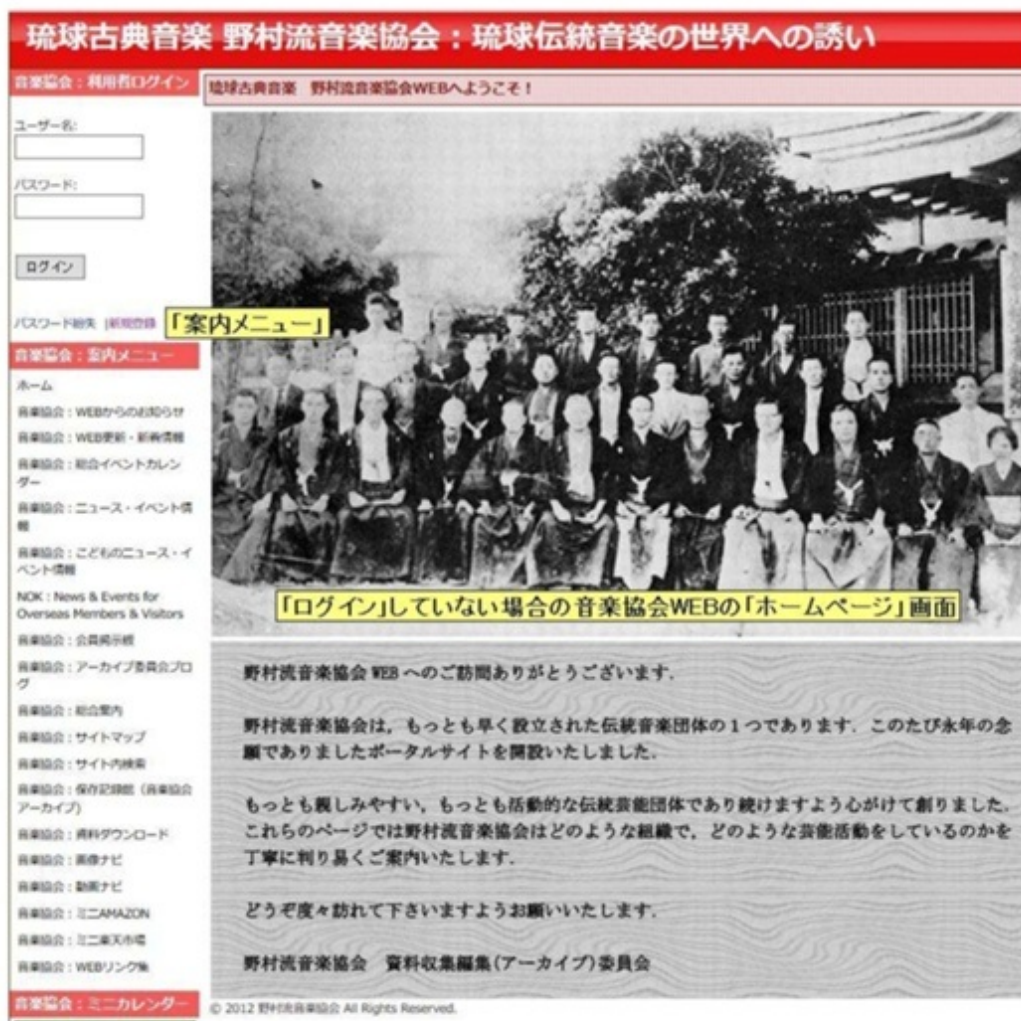 琉球古典音楽 野村流音楽協会：琉球伝統音楽の世界への誘い
音楽協会：利用者ログイン
琉球古典音楽　野村流音楽協会WEBへようこそ！
ユーザー名:
パスワード:
ログイン
パスワード紛失 |新規登録
「案内メニュー」
音楽協会：案内メニュー
ホーム
音楽協会：WEBからのお知らせ
音楽協会：WEB更新・新着情報
音楽協会：総合イベントカレン
ダー
音楽協会：ニュース・イベント情
報
音楽協会：こどものニュース・イ
ベント情報
NOK : News & Events for
Overseas Members & Visitors
音楽協会：会員掲示板
音楽協会：アーカイブ委員会ブロ
グ
音楽協会：総合案内
音楽協会：サイトマップ
音楽協会：サイト内検索
音楽協会：保存記録館（音楽協会
アーカイブ）
音楽協会：資料ダウンロード
音楽協会：画像ナビ
音楽協会：動画ナビ
音楽協会：ミニAMAZON
音楽協会：ミニ楽天市場
音楽協会：WEBリンク集
音楽協会：ミニカレンダー
「ログイン」していない場合の音楽協会WEBの「ホームページ」画面
野村流音楽協会 WEB へのご訪問ありがとうございます．
野村流音楽協会は，もっとも早く設立された伝統音楽団体の１つであります．このたび永年の念
願でありましたポータルサイトを開設いたしました．
もっとも親しみやすい，もっとも活動的な伝統芸能団体であり続けますよう心がけて創りました．
これらのページでは野村流音楽協会はどのような組織で，どのような芸能活動をしているのかを
丁寧に判り易くご案内いたします．
どうぞ度々訪れて下さいますようお願いいたします．
野村流音楽協会　資料収集編集(アーカイブ)委員会
© 2012 野村流音楽協会 All Rights Reserved.